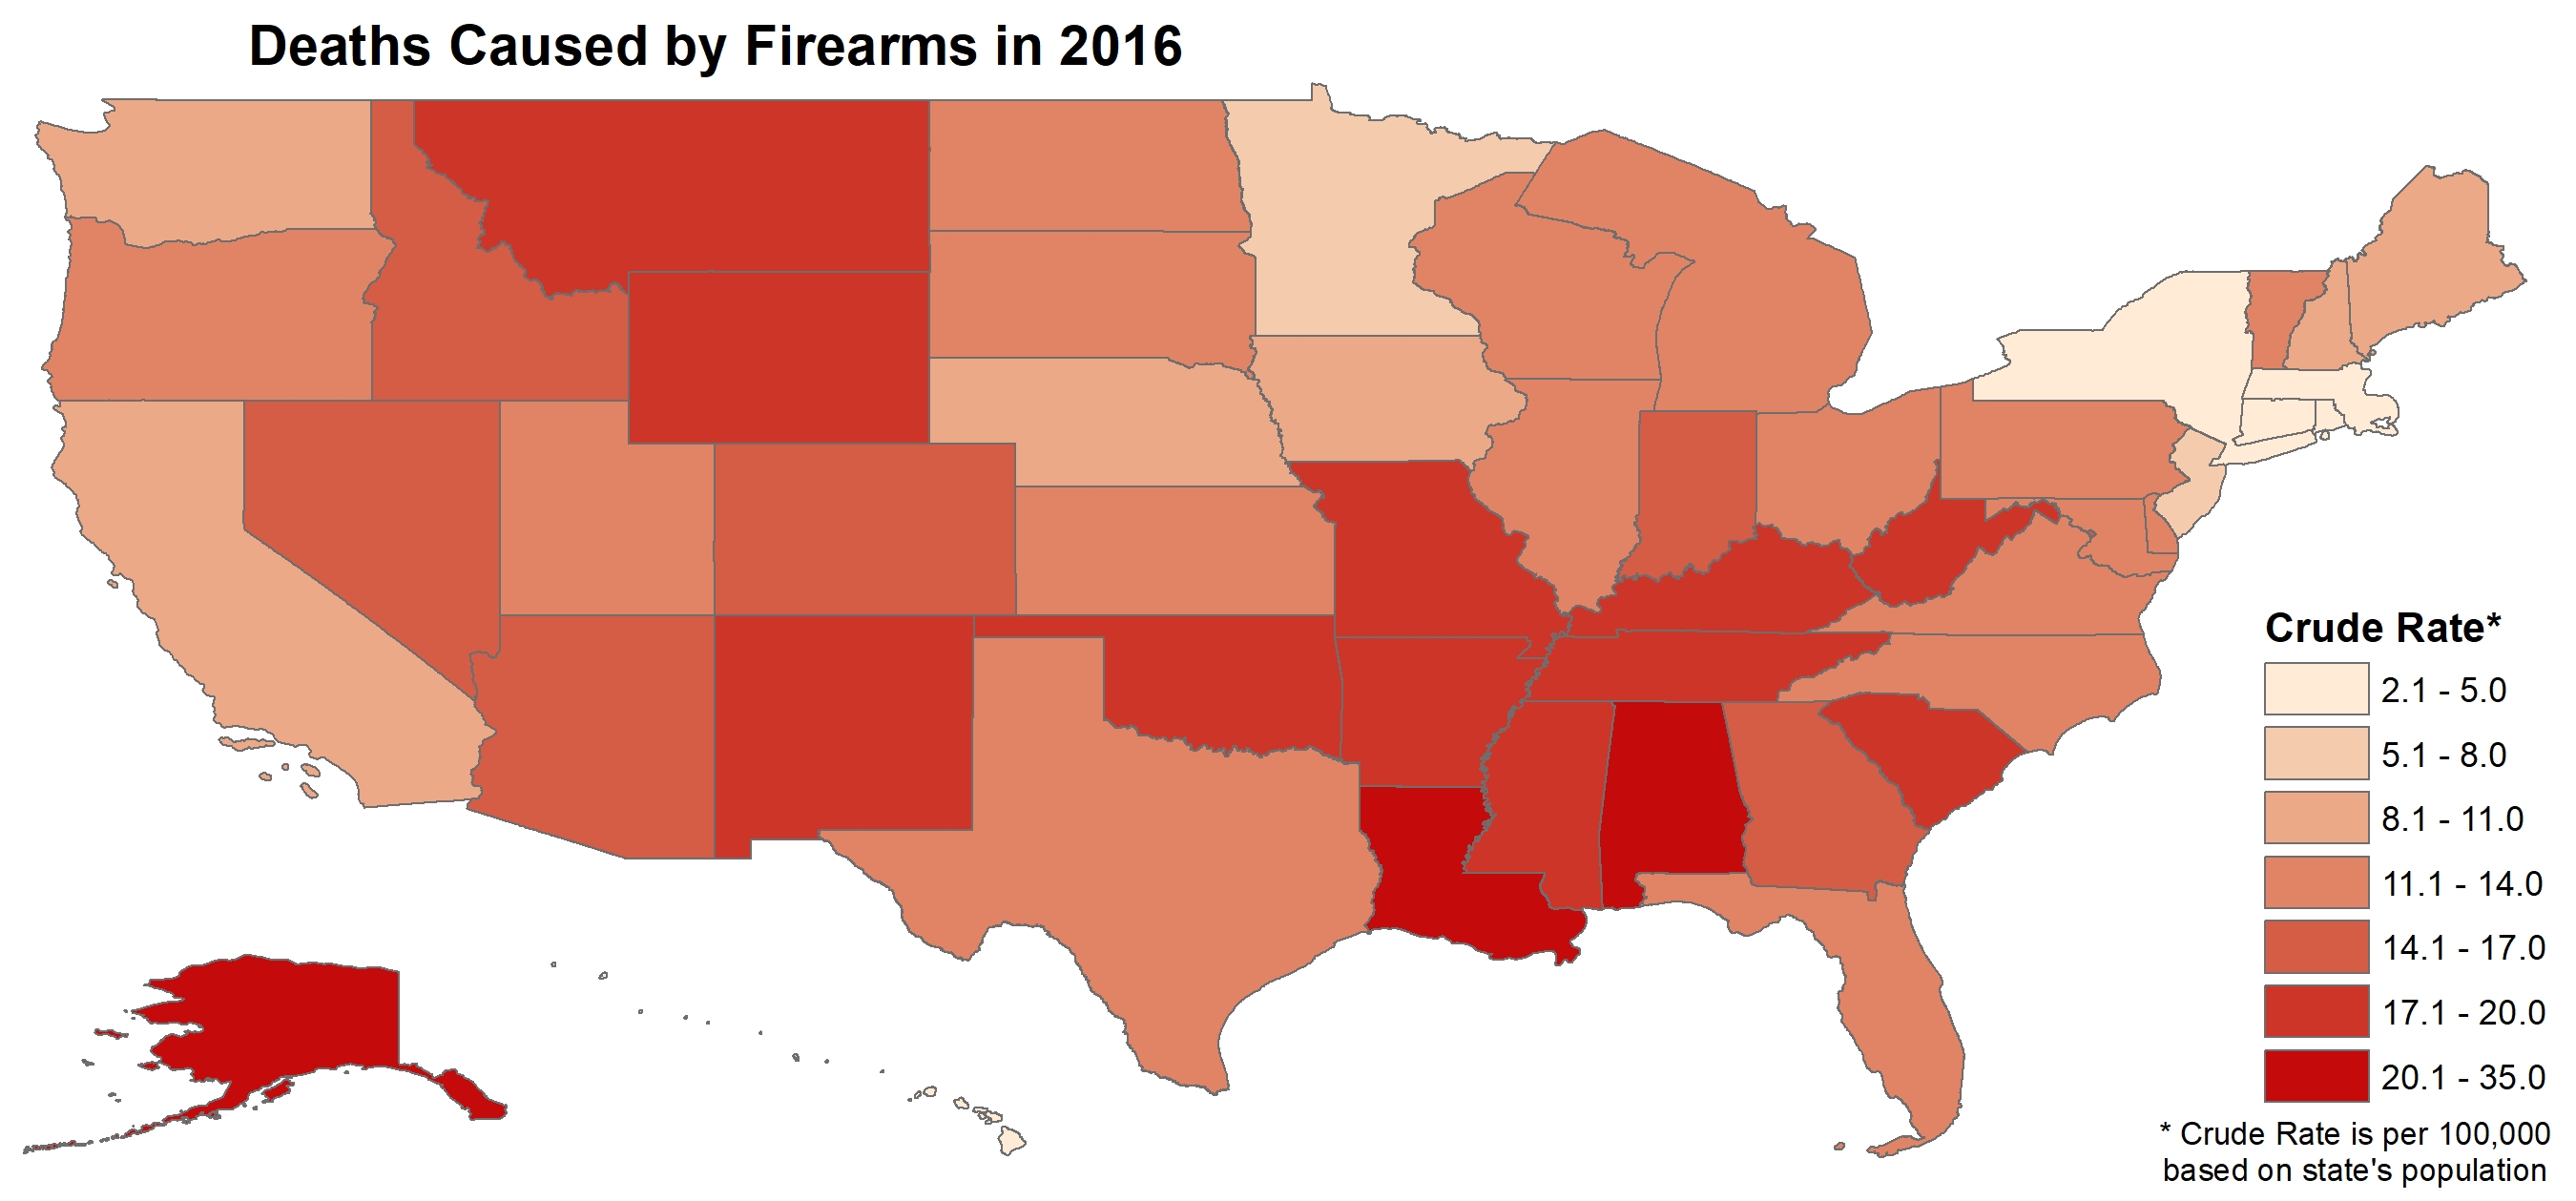 Deaths Caused by Firearms in 2016
Crude Rate*
2.1 - 5.0
5.1 - 8.0
8.1 - 11.0
11.1 - 14.0
14.1 - 17.0
17.1 - 20.0
20.1 - 35.0
* Crude Rate is per 100,000
based on state's population